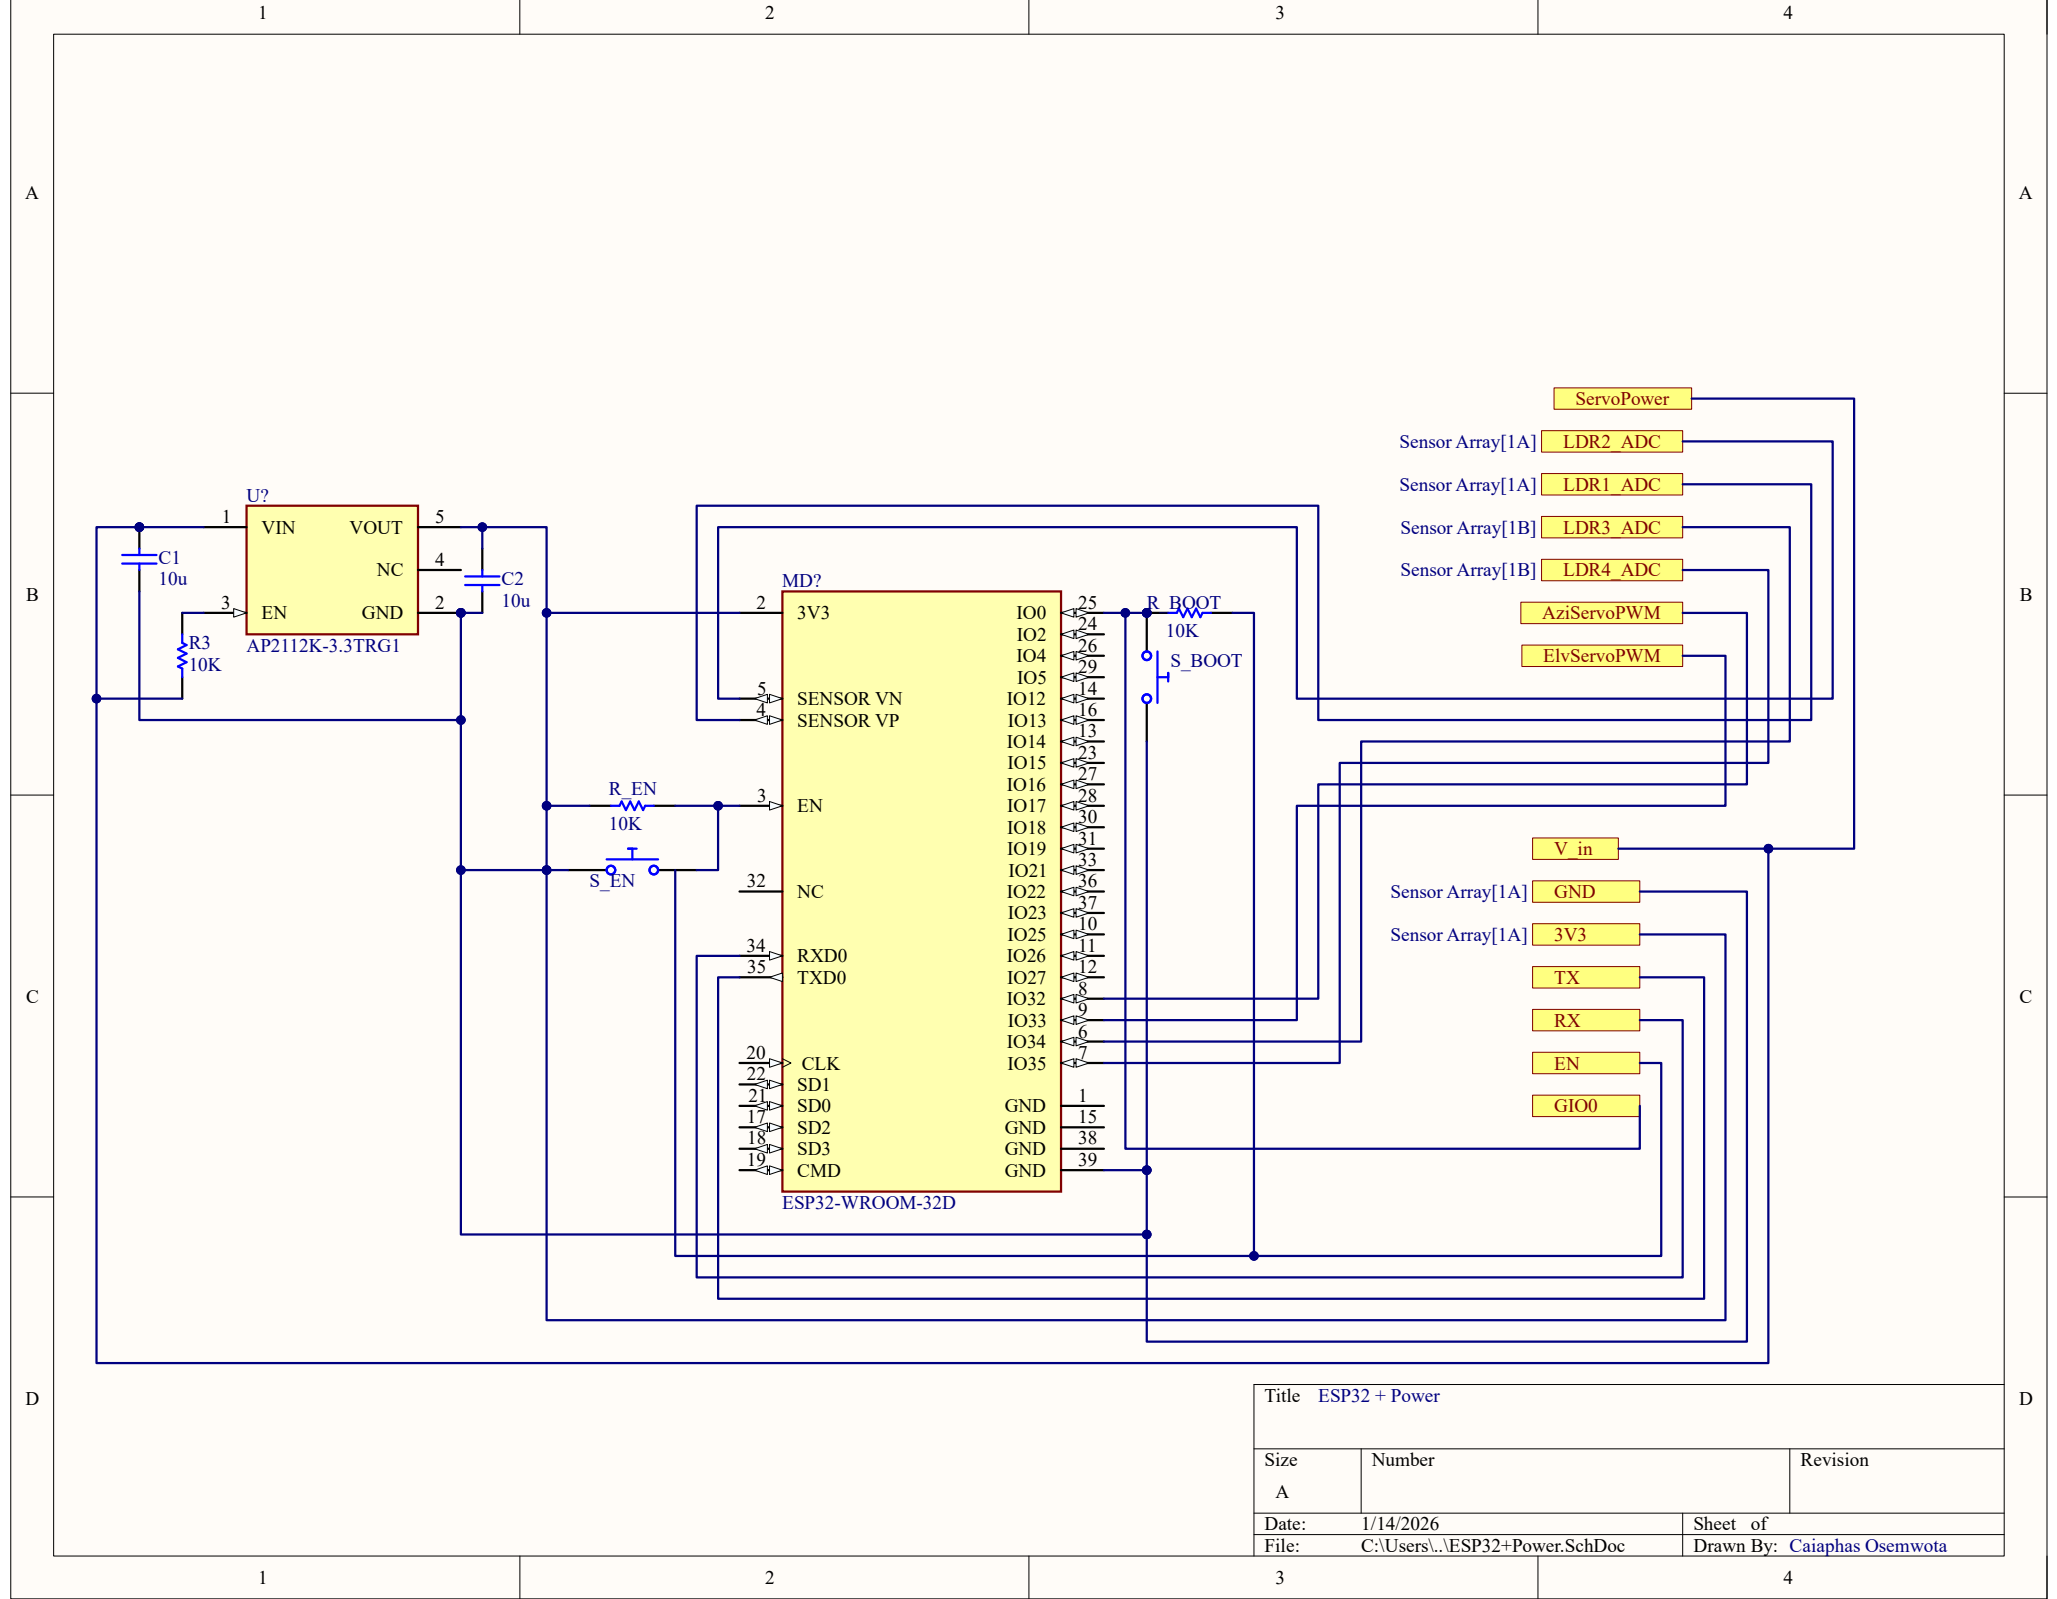 1 2 3 4
A A
ServoPower
Sensor Array[1A] LDR2_ADC
Sensor Array[1A] LDR1_ADC
Sensor Array[1B] LDR3_ADC
Sensor Array[1B] LDR4_ADC
AziServoPWM
ElvServoPWM
B B
U?
1 VIN VOUT 5
NC 4
3 EN GND 2
AP2112K-3.3TRG1
C1
10u
C2
10u
R3
10K
MD?
2 3V3
5 SENSOR VN
4 SENSOR VP
3 EN
32 NC
34 RXD0
35 TXD0
20 CLK
22 SD1
21 SD0
17 SD2
18 SD3
19 CMD
IO0 25
IO2 24
IO4 26
IO5 29
IO12 14
IO13 16
IO14 13
IO15 23
IO16 27
IO17 28
IO18 30
IO19 31
IO21 33
IO22 36
IO23 37
IO25 10
IO26 11
IO27 12
IO32 8
IO33 9
IO34 6
IO35 7
GND 1
GND 15
GND 38
GND 39
ESP32-WROOM-32D
R_BOOT
10K
S_BOOT
R_EN
10K
S_EN
V_in
Sensor Array[1A] GND
Sensor Array[1A] 3V3
TX
RX
EN
GIO0
C C
D D
Title ESP32 + Power
Size Number Revision
A
Date: 1/14/2026 Sheet of
File: C:\Users\..\ESP32+Power.SchDoc Drawn By: Caiaphas Osemwota
1 2 3 4